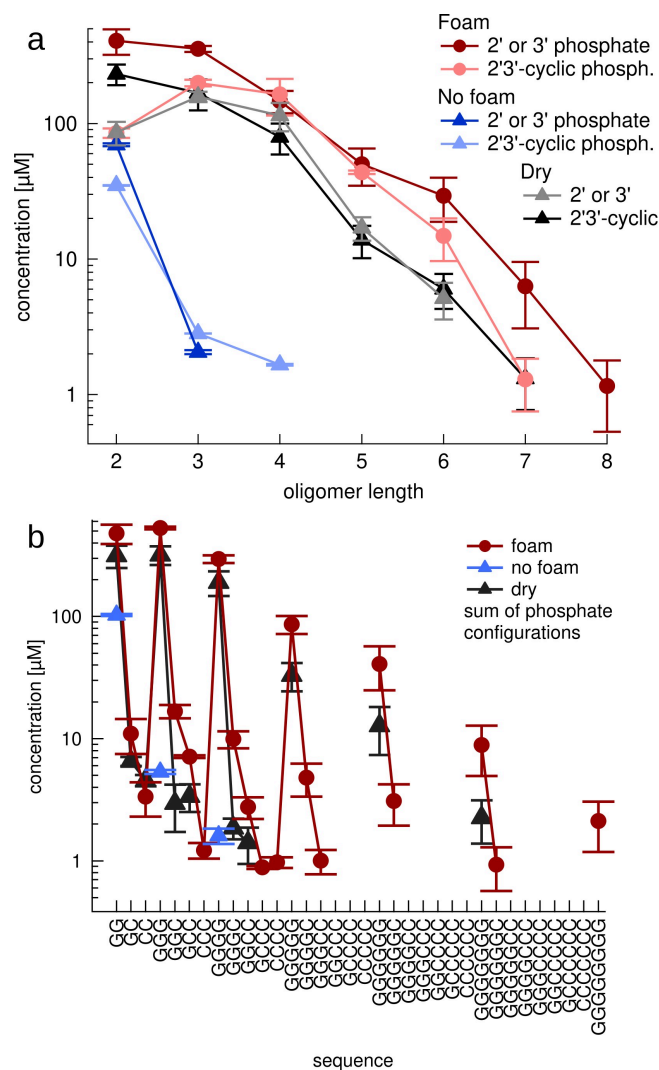 a
Foam
2' or 3' phosphate
2'3'-cyclic phosph.
No foam
2' or 3' phosphate
2'3'-cyclic phosph.
Dry
2' or 3'
2'3'-cyclic
concentration [µM]
100
10
1
2 3 4 5 6 7 8
oligomer length
b
foam
no foam
dry
sum of phosphate
configurations
concentration [µM]
100
10
1
GG
GC
CC
GGG
GGC
GCC
CCC
GGGG
GGGC
GGCC
GCCC
CCCC
GGGGG
GGGGC
GGGCC
GGCCC
GCCCC
CCCCC
GGGGGG
GGGGGC
GGGGCC
GGGCCC
GGCCCC
GCCCCC
CCCCCC
GGGGGGG
GGGGGGC
GGGGGCC
GGGGCCC
GGGCCCC
GGCCCCC
GCCCCCC
CCCCCCC
GGGGGGGG
sequence